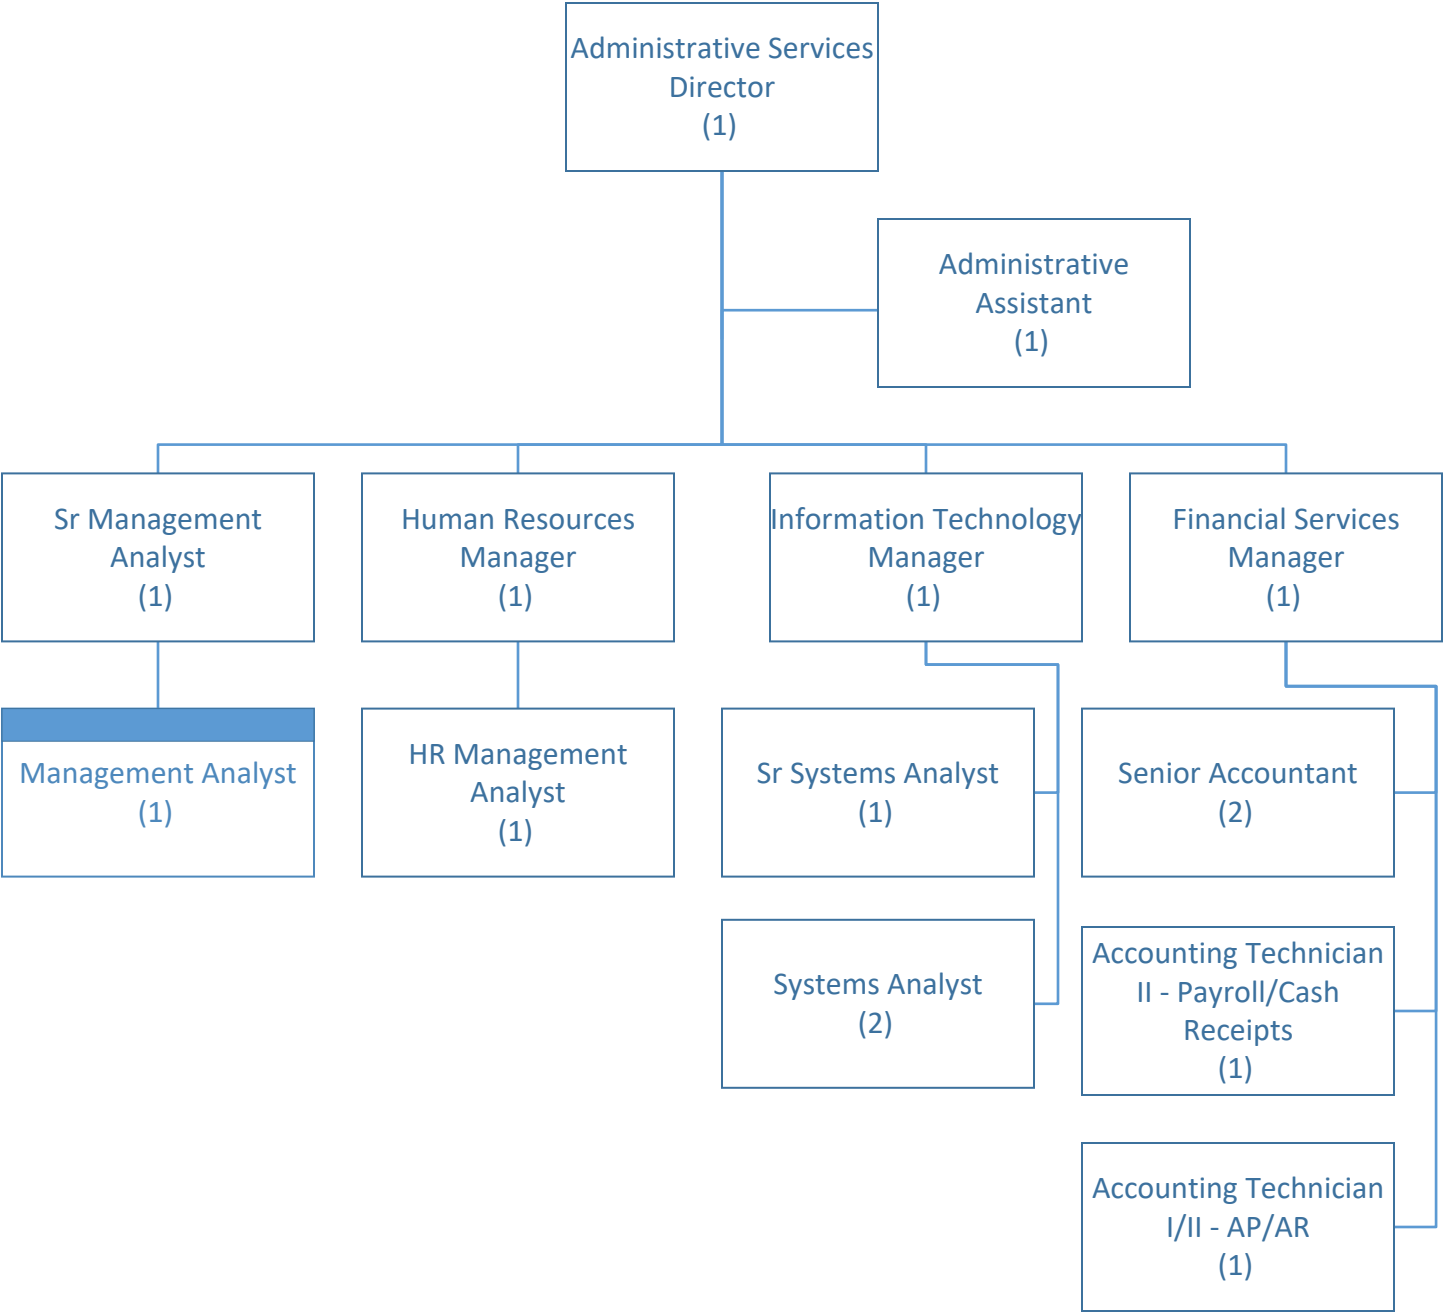 Administrative Services
Director
(1)
Administrative
Assistant
(1)
Sr Management
Analyst
(1)
Human Resources
Manager
(1)
Information Technology
Manager
(1)
Financial Services
Manager
(1)
Management Analyst
(1)
HR Management
Analyst
(1)
Sr Systems Analyst
(1)
Senior Accountant
(2)
Systems Analyst
(2)
Accounting Technician
II - Payroll/Cash
Receipts
(1)
Accounting Technician
I/II - AP/AR
(1)